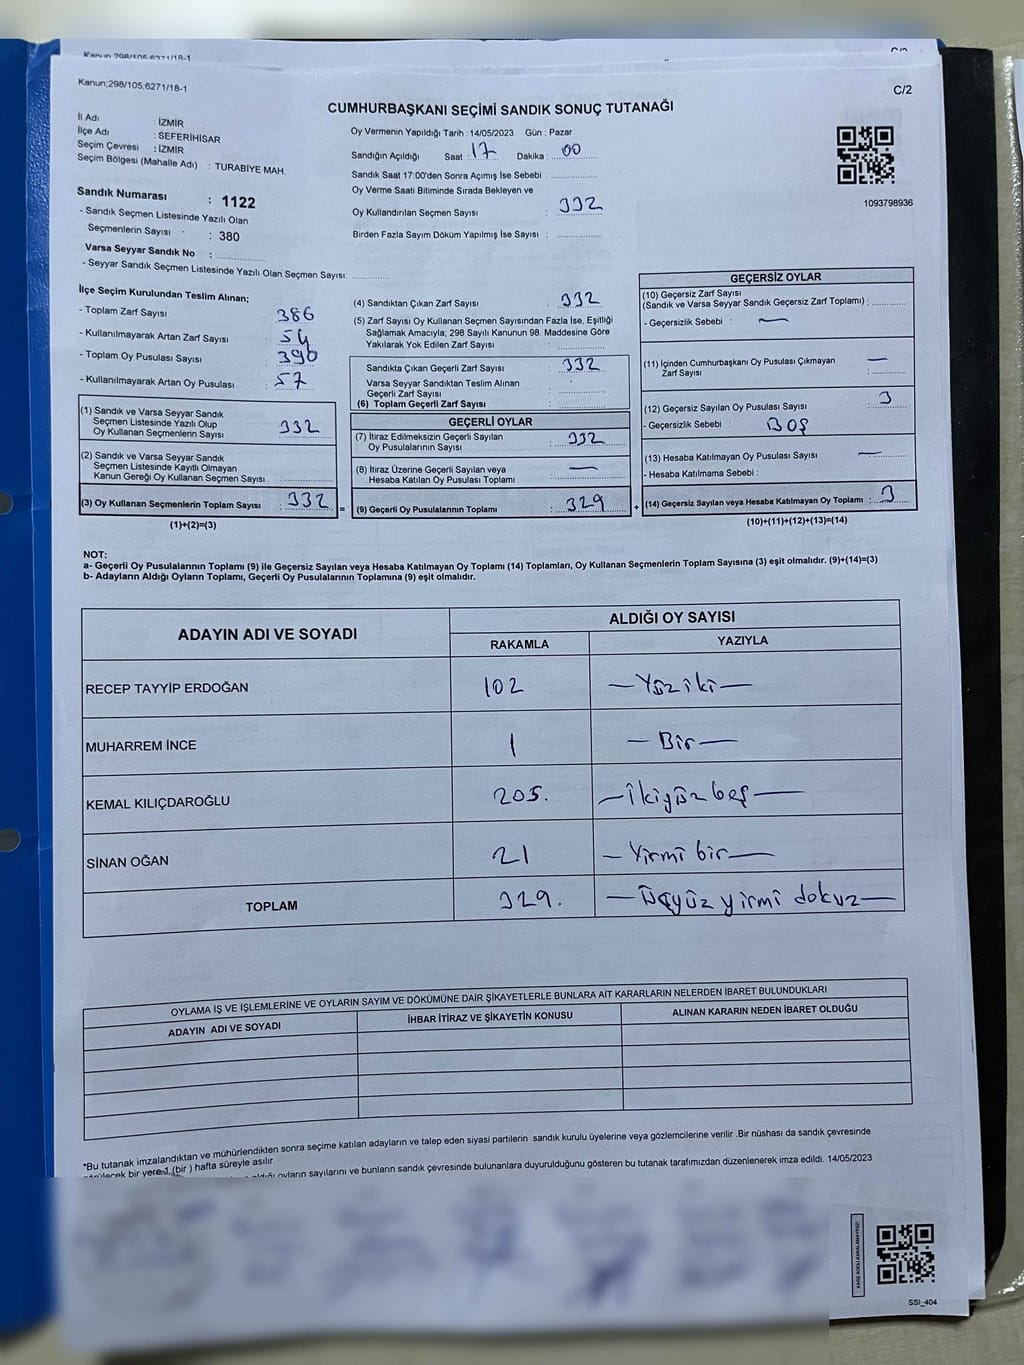 Kanun;298/105;6271/18-1
C/2
CUMHURBAŞKANI SEÇİMİ SANDIK SONUÇ TUTANAĞI
İl Adı : İZMİR
İlçe Adı : SEFERİHİSAR
Seçim Çevresi : İZMİR
Seçim Bölgesi (Mahalle Adı) : TURABİYE MAH.
Sandık Numarası : 1122
- Sandık Seçmen Listesinde Yazılı Olan
Seçmenlerin Sayısı : 380
Varsa Seyyar Sandık No :
- Seyyar Sandık Seçmen Listesinde Yazılı Olan Seçmen Sayısı:
Oy Vermenin Yapıldığı Tarih : 14/05/2023 Gün : Pazar
Sandığın Açıldığı Saat : 17 Dakika : 00
Sandık Saat 17:00'den Sonra Açımış İse Sebebi :
Oy Verme Saati Bitiminde Sırada Bekleyen ve
Oy Kullandırılan Seçmen Sayısı : 332
Birden Fazla Sayım Döküm Yapılmış İse Sayısı :
1093798936
İlçe Seçim Kurulundan Teslim Alınan;
- Toplam Zarf Sayısı : 386
- Kullanılmayarak Artan Zarf Sayısı : 54
- Toplam Oy Pusulası Sayısı : 390
- Kullanılmayarak Artan Oy Pusulası : 57
(1) Sandık ve Varsa Seyyar Sandık
Seçmen Listesinde Yazılı Olup
Oy Kullanan Seçmenlerin Sayısı : 332
(2) Sandık ve Varsa Seyyar Sandık
Seçmen Listesinde Kayıtlı Olmayan
Kanun Gereği Oy Kullanan Seçmen Sayısı :
(3) Oy Kullanan Seçmenlerin Toplam Sayısı : 332
(1)+(2)=(3)
=
(4) Sandıktan Çıkan Zarf Sayısı : 332
(5) Zarf Sayısı Oy Kullanan Seçmen Sayısından Fazla İse, Eşitliği
Sağlamak Amacıyla; 298 Sayılı Kanunun 98. Maddesine Göre
Yakılarak Yok Edilen Zarf Sayısı :
Sandıkta Çıkan Geçerli Zarf Sayısı : 332
Varsa Seyyar Sandıktan Teslim Alınan
Geçerli Zarf Sayısı :
(6) Toplam Geçerli Zarf Sayısı :
GEÇERLİ OYLAR
(7) İtiraz Edilmeksizin Geçerli Sayılan
Oy Pusulalarının Sayısı : 332
(8) İtiraz Üzerine Geçerli Sayılan veya
Hesaba Katılan Oy Pusulası Toplamı : —
(9) Geçerli Oy Pusulalarının Toplamı : 329
+
GEÇERSİZ OYLAR
(10) Geçersiz Zarf Sayısı
(Sandık ve Varsa Seyyar Sandık Geçersiz Zarf Toplamı) :
- Geçersizlik Sebebi : —
(11) İçinden Cumhurbaşkanı Oy Pusulası Çıkmayan
Zarf Sayısı : —
(12) Geçersiz Sayılan Oy Pusulası Sayısı : 3
- Geçersizlik Sebebi : BOŞ
(13) Hesaba Katılmayan Oy Pusulası Sayısı : —
- Hesaba Katılmama Sebebi :
(14) Geçersiz Sayılan veya Hesaba Katılmayan Oy Toplamı : 3
(10)+(11)+(12)+(13)=(14)
NOT:
a- Geçerli Oy Pusulalarının Toplamı (9) ile Geçersiz Sayılan veya Hesaba Katılmayan Oy Toplamı (14) Toplamları, Oy Kullanan Seçmenlerin Toplam Sayısına (3) eşit olmalıdır. (9)+(14)=(3)
b- Adayların Aldığı Oyların Toplamı, Geçerli Oy Pusulalarının Toplamına (9) eşit olmalıdır.
ADAYIN ADI VE SOYADI
ALDIĞI OY SAYISI
RAKAMLA YAZIYLA
RECEP TAYYİP ERDOĞAN 102 — Yüziki —
MUHARREM İNCE 1 — Bir —
KEMAL KILIÇDAROĞLU 205. — İkiyüz beş —
SİNAN OĞAN 21 — Yirmi bir —
TOPLAM 329. — Üçyüz yirmi dokuz —
OYLAMA İŞ VE İŞLEMLERİNE VE OYLARIN SAYIM VE DÖKÜMÜNE DAİR ŞİKAYETLERLE BUNLARA AİT KARARLARIN NELERDEN İBARET BULUNDUKLARI
ADAYIN ADI VE SOYADI İHBAR İTİRAZ VE ŞİKAYETİN KONUSU ALINAN KARARIN NEDEN İBARET OLDUĞU
*Bu tutanak imzalandıktan ve mühürlendikten sonra seçime katılan adayların ve talep eden siyasi partilerin sandık kurulu üyelerine veya gözlemcilerine verilir .Bir nüshası da sandık çevresinde
bir yere 1 (bir ) hafta süreyle asılır.
oyların sayılarını ve bunların sandık çevresinde bulunanlara duyurulduğunu gösteren bu tutanak tarafımızdan düzenlenerek imza edildi. 14/05/2023
KARE KODU KARALAMAYINIZ!
SSI_404